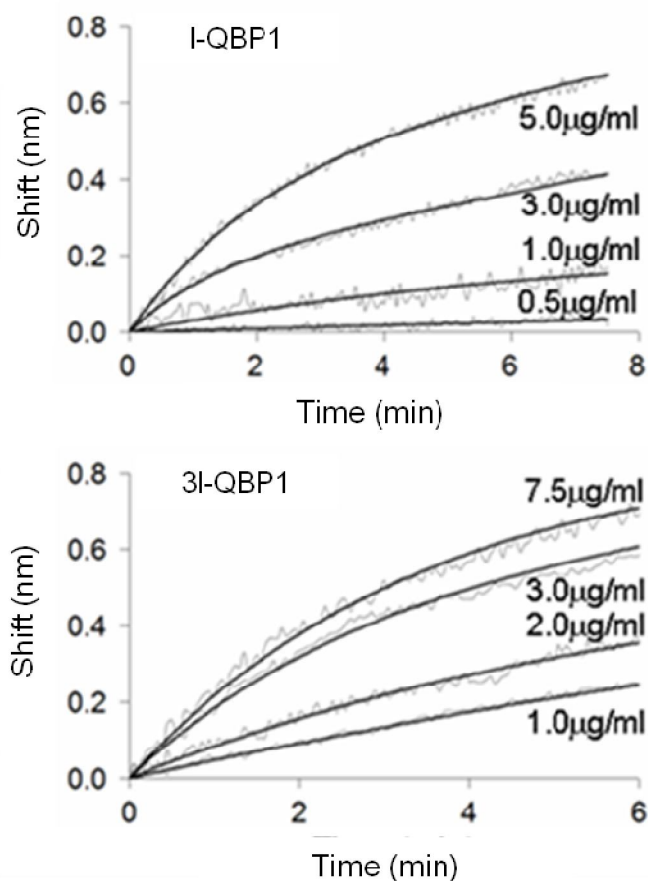 l-QBP1
0.8
0.6
0.4
0.2
0.0
Shift (nm)
5.0µg/ml
3.0µg/ml
1.0µg/ml
0.5µg/ml
0 2 4 6 8
Time (min)
3l-QBP1
0.8
0.6
0.4
0.2
0.0
Shift (nm)
7.5µg/ml
3.0µg/ml
2.0µg/ml
1.0µg/ml
0 2 4 6
Time (min)